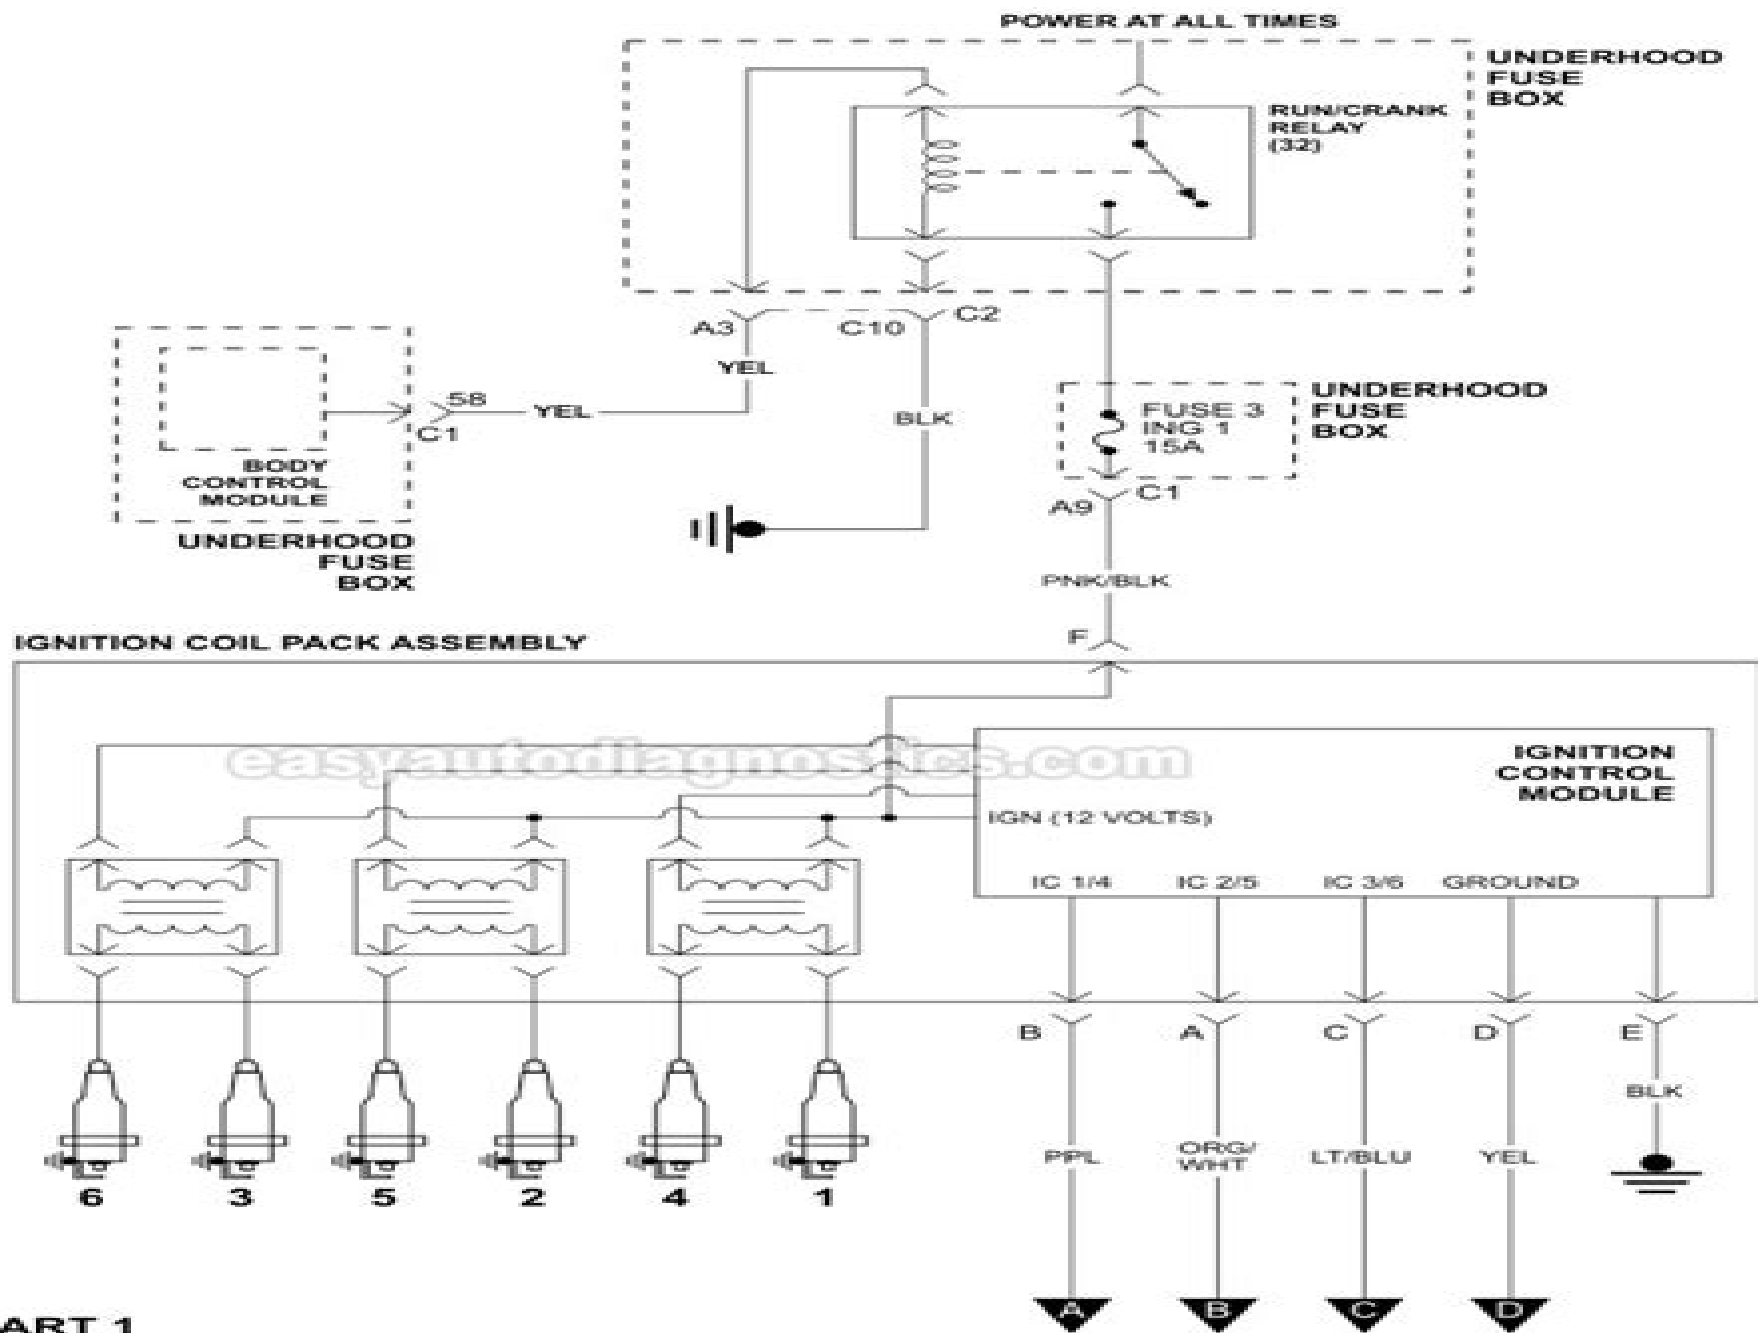 POWER AT ALL TIMES
UNDERHOOD
FUSE
BOX
RUN/CRANK
RELAY
(32)
A3
C10
C2
YEL
58
YEL
C1
BLK
BODY
CONTROL
MODULE
UNDERHOOD
FUSE
BOX
UNDERHOOD
FUSE
BOX
FUSE 3
ING 1
15A
C1
A9
PNK/BLK
F
IGNITION COIL PACK ASSEMBLY
easyautodiagnostics.com
IGNITION
CONTROL
MODULE
IGN (12 VOLTS)
IC 1/4
IC 2/5
IC 3/6
GROUND
B
A
C
D
E
BLK
PPL
ORG/
WHT
LT/BLU
YEL
6
3
5
2
4
1
A
B
C
D
ART 1